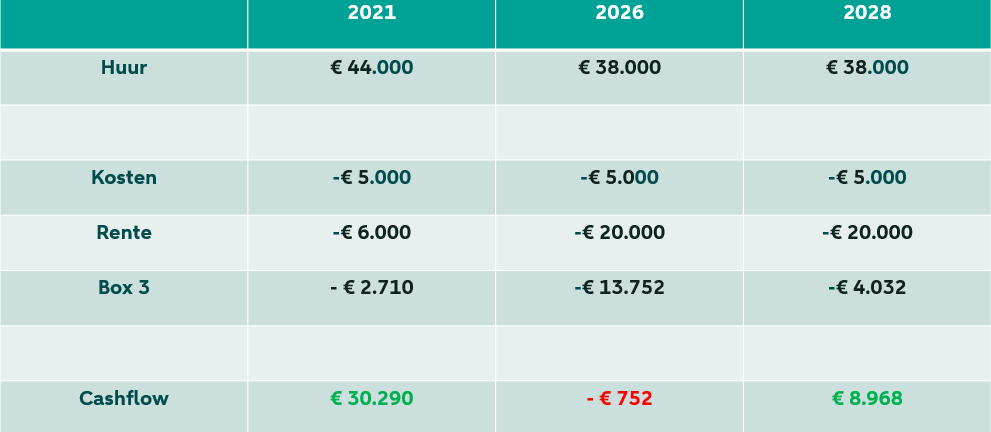 2021 2026 2028
Huur € 44.000 € 38.000 € 38.000
Kosten -€ 5.000 -€ 5.000 -€ 5.000
Rente -€ 6.000 -€ 20.000 -€ 20.000
Box 3 - € 2.710 -€ 13.752 -€ 4.032
Cashflow € 30.290 - € 752 € 8.968